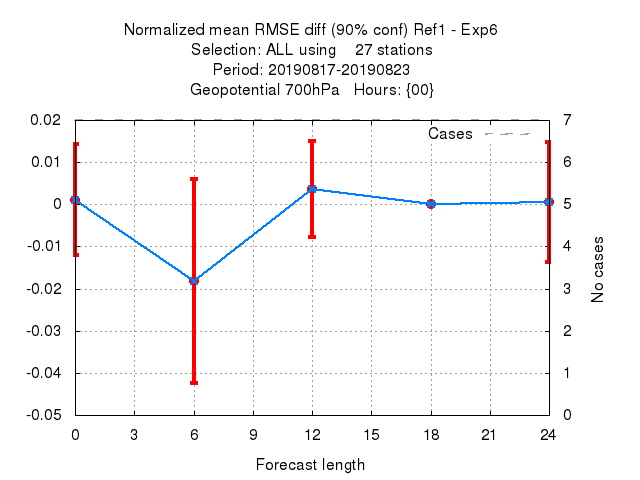 Normalized mean RMSE diff (90% conf) Ref1 - Exp6
Selection: ALL using 27 stations
Period: 20190817-20190823
Geopotential 700hPa Hours: {00}
0.02
0.01
0
-0.01
-0.02
-0.03
-0.04
-0.05
Cases
7
6
5
4
3
2
1
0
No cases
0 3 6 9 12 15 18 21 24
Forecast length